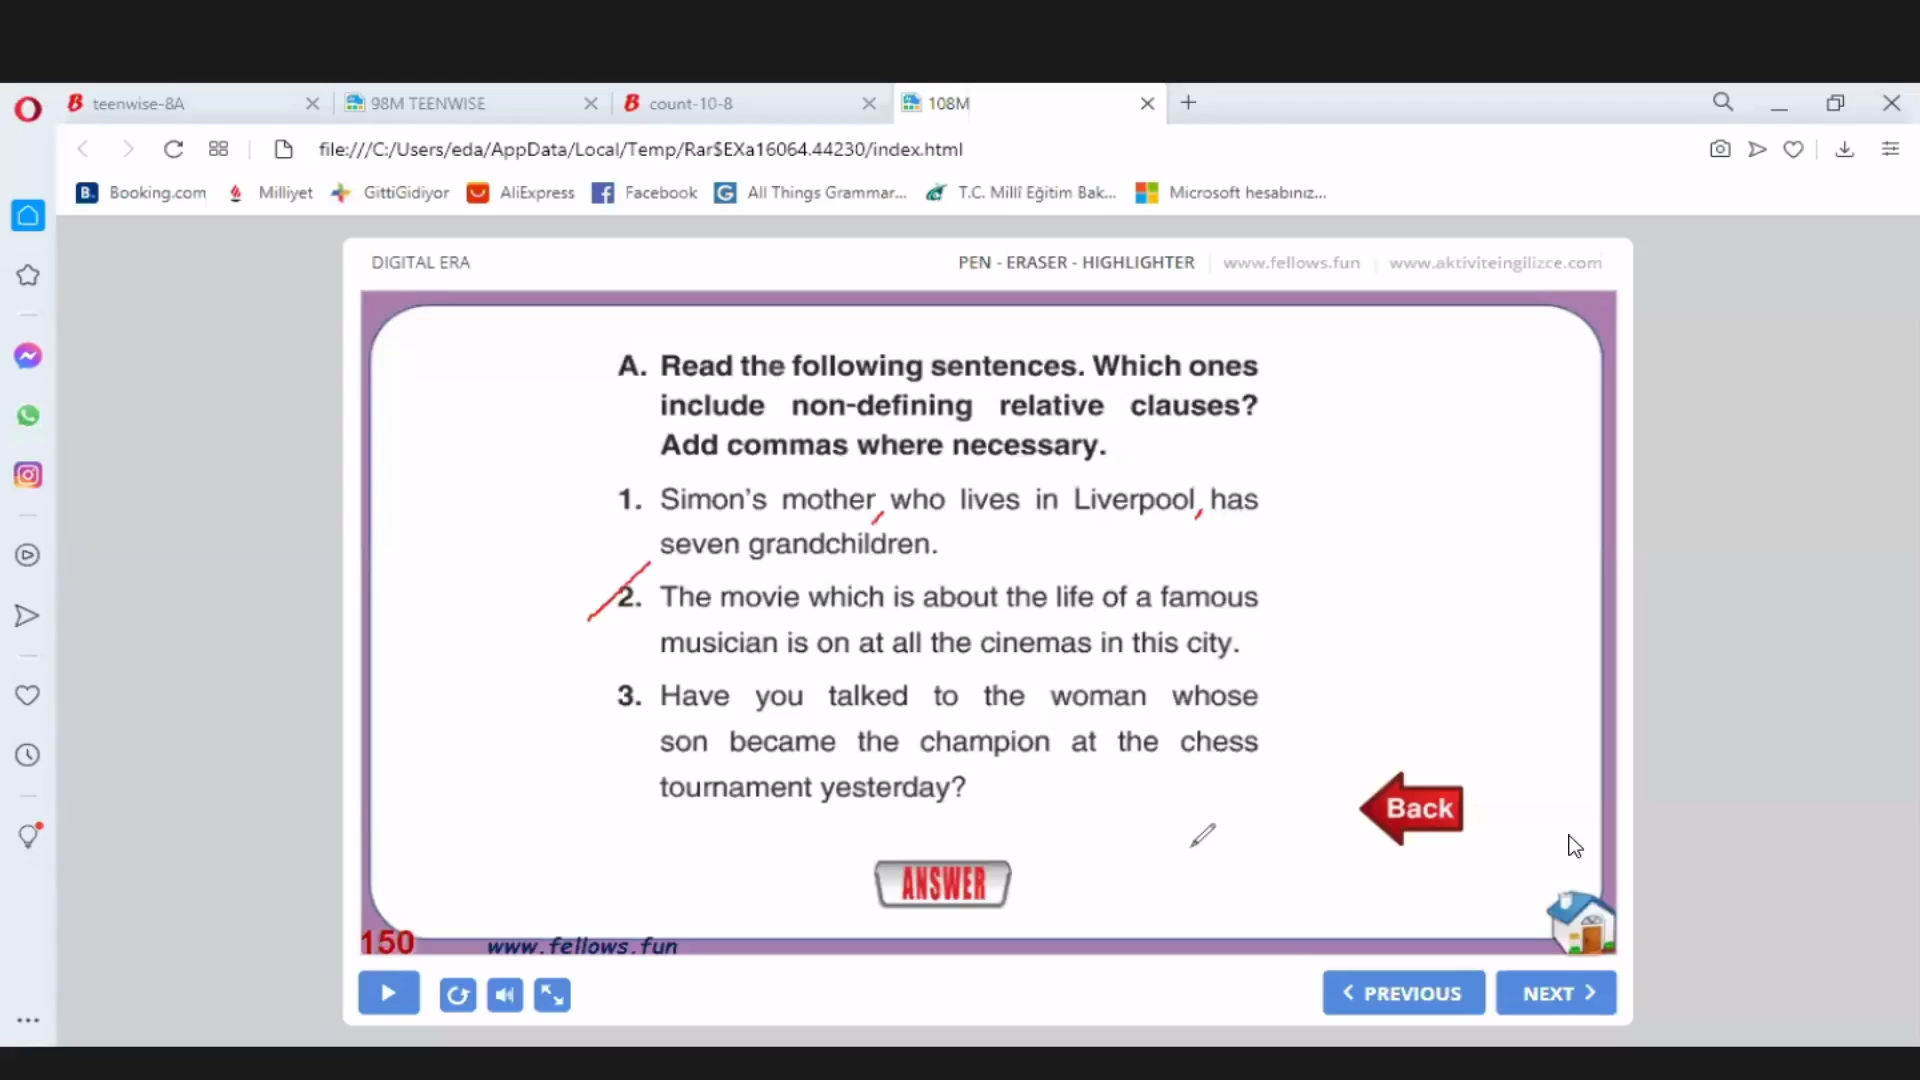 teenwise-8A
98M TEENWISE
count-10-8
108M
file:///C:/Users/eda/AppData/Local/Temp/Rar$EXa16064.44230/index.html
Booking.com
Milliyet
GittiGidiyor
AliExpress
Facebook
All Things Grammar...
T.C. Millî Eğitim Bak...
Microsoft hesabınız...
DIGITAL ERA
PEN - ERASER - HIGHLIGHTER
www.fellows.fun
www.aktiviteingilizce.com
A. Read the following sentences. Which ones
include non-defining relative clauses?
Add commas where necessary.
1. Simon's mother, who lives in Liverpool, has
seven grandchildren.
2. The movie which is about the life of a famous
musician is on at all the cinemas in this city.
3. Have you talked to the woman whose
son became the champion at the chess
tournament yesterday?
Back
ANSWER
150
www.fellows.fun
PREVIOUS
NEXT